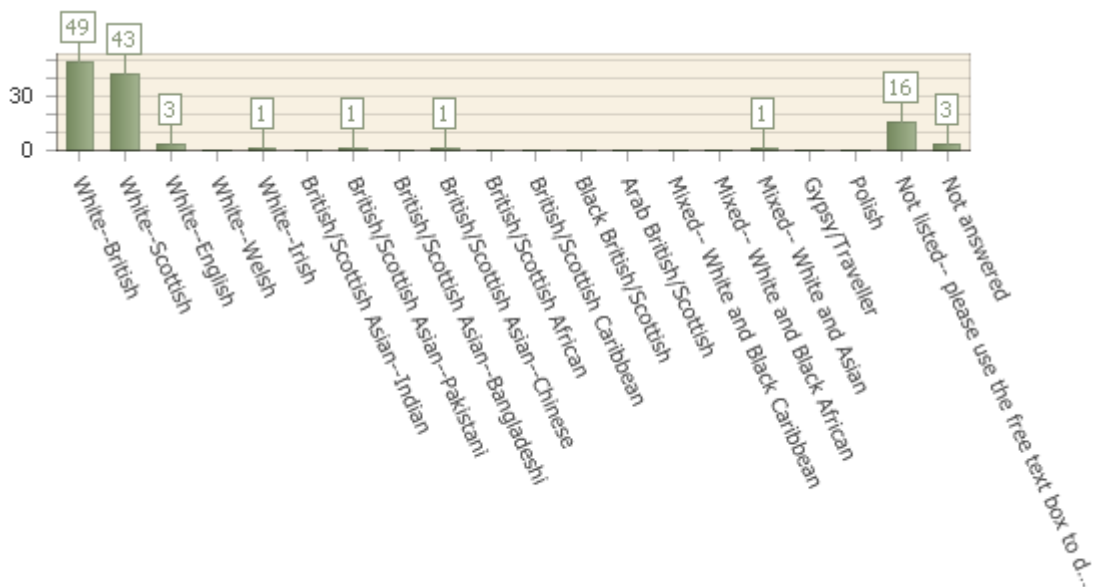 49
43
3
1
1
1
1
16
3
30
0
White--British
White--Scottish
White--English
White--Welsh
White--Irish
British/Scottish Asian--Indian
British/Scottish Asian--Pakistani
British/Scottish Asian--Bangladeshi
British/Scottish Asian--Chinese
British/Scottish African
British/Scottish Caribbean
Black British/Scottish
Arab British/Scottish
Mixed-- White and Black Caribbean
Mixed-- White and Black African
Mixed-- White and Asian
Gypsy/Traveller
Polish
Not listed-- please use the free text box to d...
Not answered